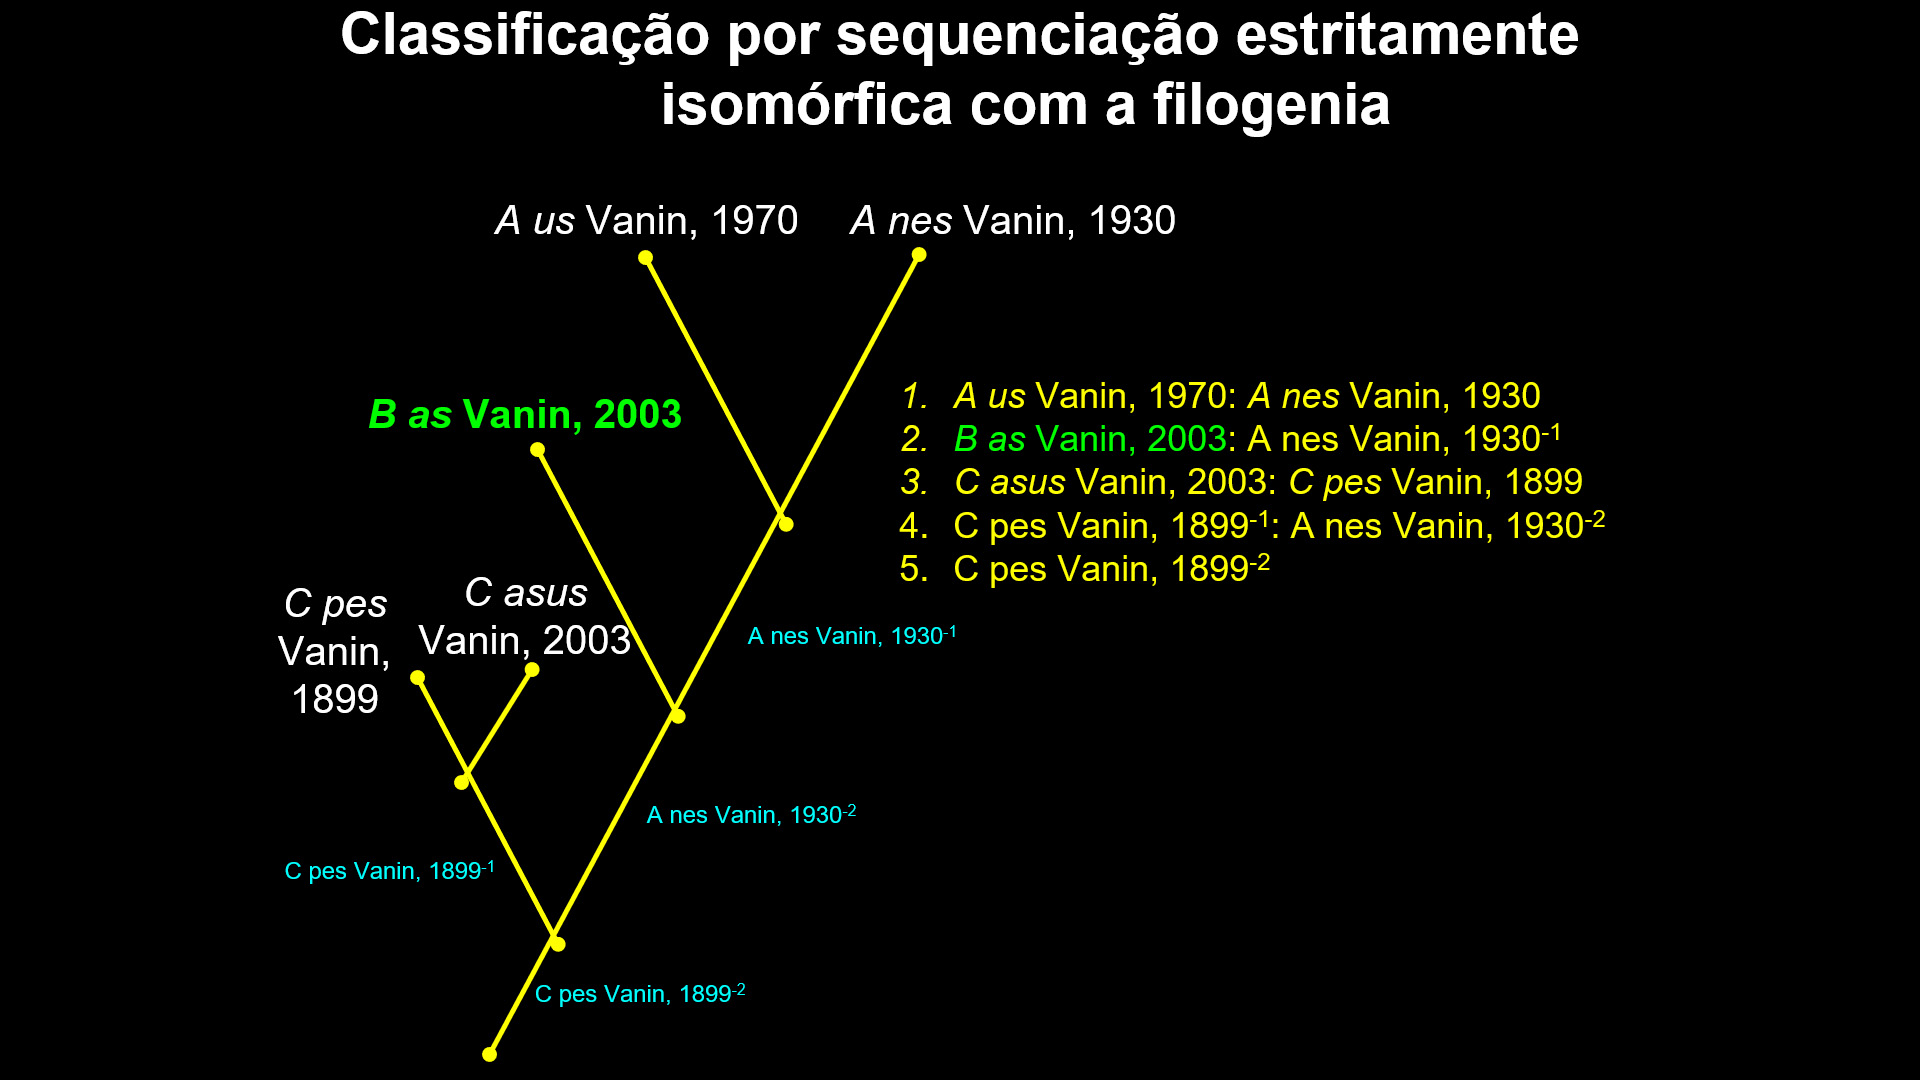 Classificação por sequenciação estritamente
isomórfica com a filogenia
A us Vanin, 1970
A nes Vanin, 1930
B as Vanin, 2003
1. A us Vanin, 1970: A nes Vanin, 1930
2. B as Vanin, 2003: A nes Vanin, 1930-1
3. C asus Vanin, 2003: C pes Vanin, 1899
4. C pes Vanin, 1899-1: A nes Vanin, 1930-2
5. C pes Vanin, 1899-2
C pes
Vanin,
1899
C asus
Vanin, 2003
A nes Vanin, 1930-1
A nes Vanin, 1930-2
C pes Vanin, 1899-1
C pes Vanin, 1899-2